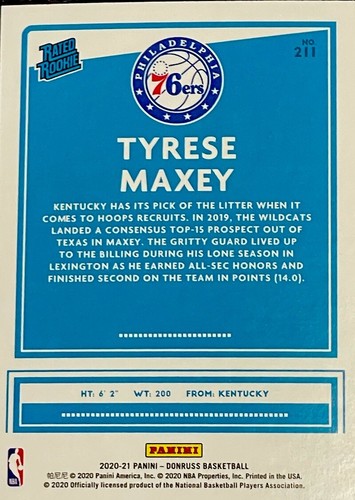 RATED
ROOKIE
PHILADELPHIA
76ers
NO.
211
TYRESE
MAXEY
KENTUCKY HAS ITS PICK OF THE LITTER WHEN IT
COMES TO HOOPS RECRUITS. IN 2019, THE WILDCATS
LANDED A CONSENSUS TOP-15 PROSPECT OUT OF
TEXAS IN MAXEY. THE GRITTY GUARD LIVED UP
TO THE BILLING DURING HIS LONE SEASON IN
LEXINGTON AS HE EARNED ALL-SEC HONORS AND
FINISHED SECOND ON THE TEAM IN POINTS (14.0).
HT: 6' 2" WT: 200 FROM: KENTUCKY
PANINI
2020-21 PANINI – DONRUSS BASKETBALL
帕尼尼 © 2020 Panini America, Inc. © 2020 NBA Properties, Inc. Printed in the USA.
© 2020 Officially licensed product of the National Basketball Players Association.
NBA